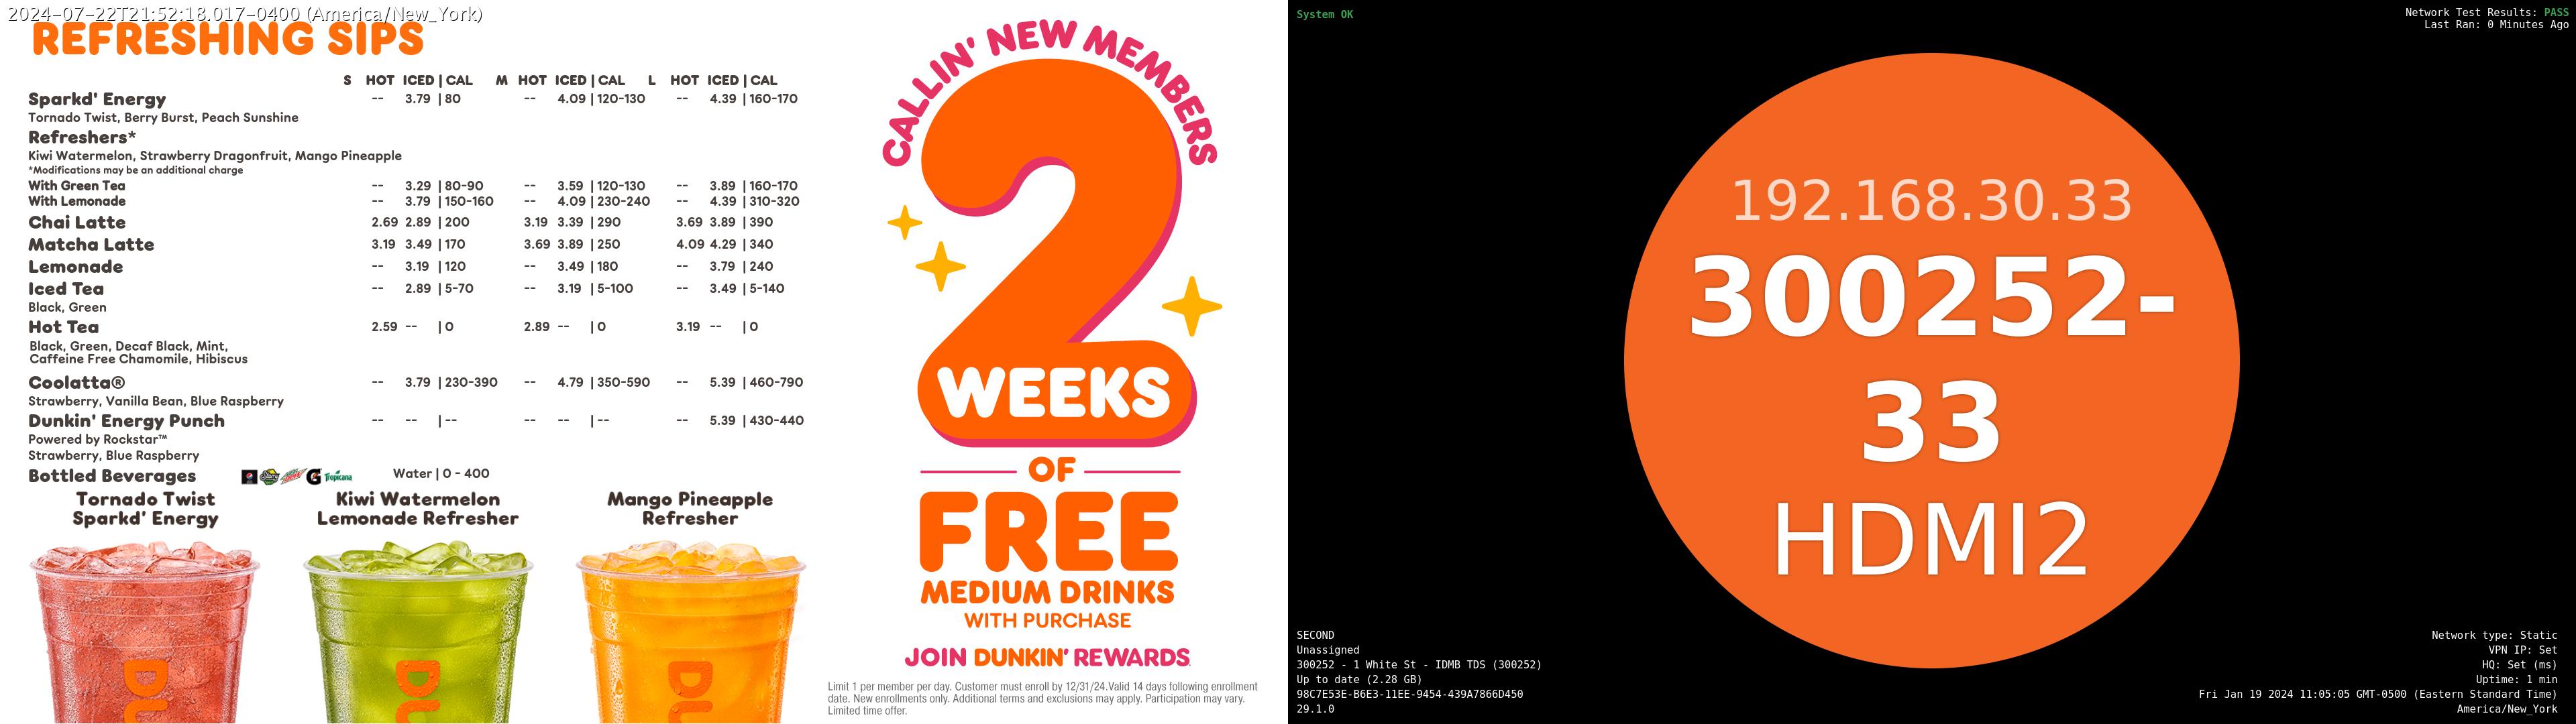 2024-07-22T21:52:18.017-0400 (America/New_York)
REFRESHING SIPS
S HOT ICED | CAL M HOT ICED | CAL L HOT ICED | CAL
Sparkd' Energy -- 3.79 | 80 -- 4.09 | 120-130 -- 4.39 | 160-170
Tornado Twist, Berry Burst, Peach Sunshine
Refreshers*
Kiwi Watermelon, Strawberry Dragonfruit, Mango Pineapple
*Modifications may be an additional charge
With Green Tea -- 3.29 | 80-90 -- 3.59 | 120-130 -- 3.89 | 160-170
With Lemonade -- 3.79 | 150-160 -- 4.09 | 230-240 -- 4.39 | 310-320
Chai Latte 2.69 2.89 | 200 3.19 3.39 | 290 3.69 3.89 | 390
Matcha Latte 3.19 3.49 | 170 3.69 3.89 | 250 4.09 4.29 | 340
Lemonade -- 3.19 | 120 -- 3.49 | 180 -- 3.79 | 240
Iced Tea -- 2.89 | 5-70 -- 3.19 | 5-100 -- 3.49 | 5-140
Black, Green
Hot Tea 2.59 -- | 0 2.89 -- | 0 3.19 -- | 0
Black, Green, Decaf Black, Mint,
Caffeine Free Chamomile, Hibiscus
Coolatta® -- 3.79 | 230-390 -- 4.79 | 350-590 -- 5.39 | 460-790
Strawberry, Vanilla Bean, Blue Raspberry
Dunkin' Energy Punch -- -- | -- -- -- | -- -- 5.39 | 430-440
Powered by Rockstar™
Strawberry, Blue Raspberry
Bottled Beverages G Tropicana Water | 0 - 400
Tornado Twist
Sparkd' Energy
Kiwi Watermelon
Lemonade Refresher
Mango Pineapple
Refresher
DU
DU
DU
CALLIN' NEW MEMBERS
2
WEEKS
OF
FREE
MEDIUM DRINKS
WITH PURCHASE
JOIN DUNKIN' REWARDS
Limit 1 per member per day. Customer must enroll by 12/31/24.Valid 14 days following enrollment
date. New enrollments only. Additional terms and exclusions may apply. Participation may vary.
Limited time offer.
System OK
Network Test Results: PASS
Last Ran: 0 Minutes Ago
192.168.30.33
300252-
33
HDMI2
SECOND
Unassigned
300252 - 1 White St - IDMB TDS (300252)
Up to date (2.28 GB)
98C7E53E-B6E3-11EE-9454-439A7866D450
29.1.0
Network type: Static
VPN IP: Set
HQ: Set (ms)
Uptime: 1 min
Fri Jan 19 2024 11:05:05 GMT-0500 (Eastern Standard Time)
America/New_York